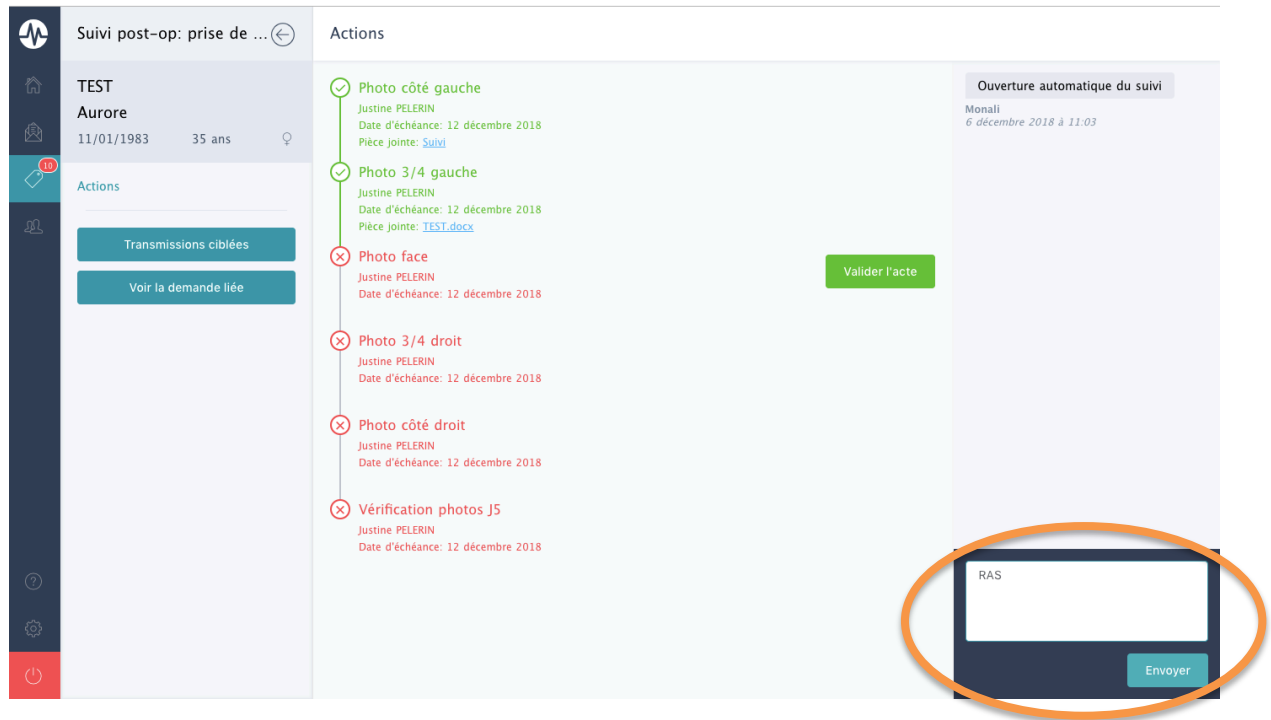 Suivi post-op: prise de ...
TEST
Aurore
11/01/1983 35 ans
10
Actions
Transmissions ciblées
Voir la demande liée
Actions
Photo côté gauche
Justine PELERIN
Date d'échéance: 12 décembre 2018
Pièce jointe: Suivi
Photo 3/4 gauche
Justine PELERIN
Date d'échéance: 12 décembre 2018
Pièce jointe: TEST.docx
Photo face
Justine PELERIN
Date d'échéance: 12 décembre 2018
Valider l'acte
Photo 3/4 droit
Justine PELERIN
Date d'échéance: 12 décembre 2018
Photo côté droit
Justine PELERIN
Date d'échéance: 12 décembre 2018
Vérification photos J5
Justine PELERIN
Date d'échéance: 12 décembre 2018
Ouverture automatique du suivi
Monali
6 décembre 2018 à 11:03
RAS
Envoyer